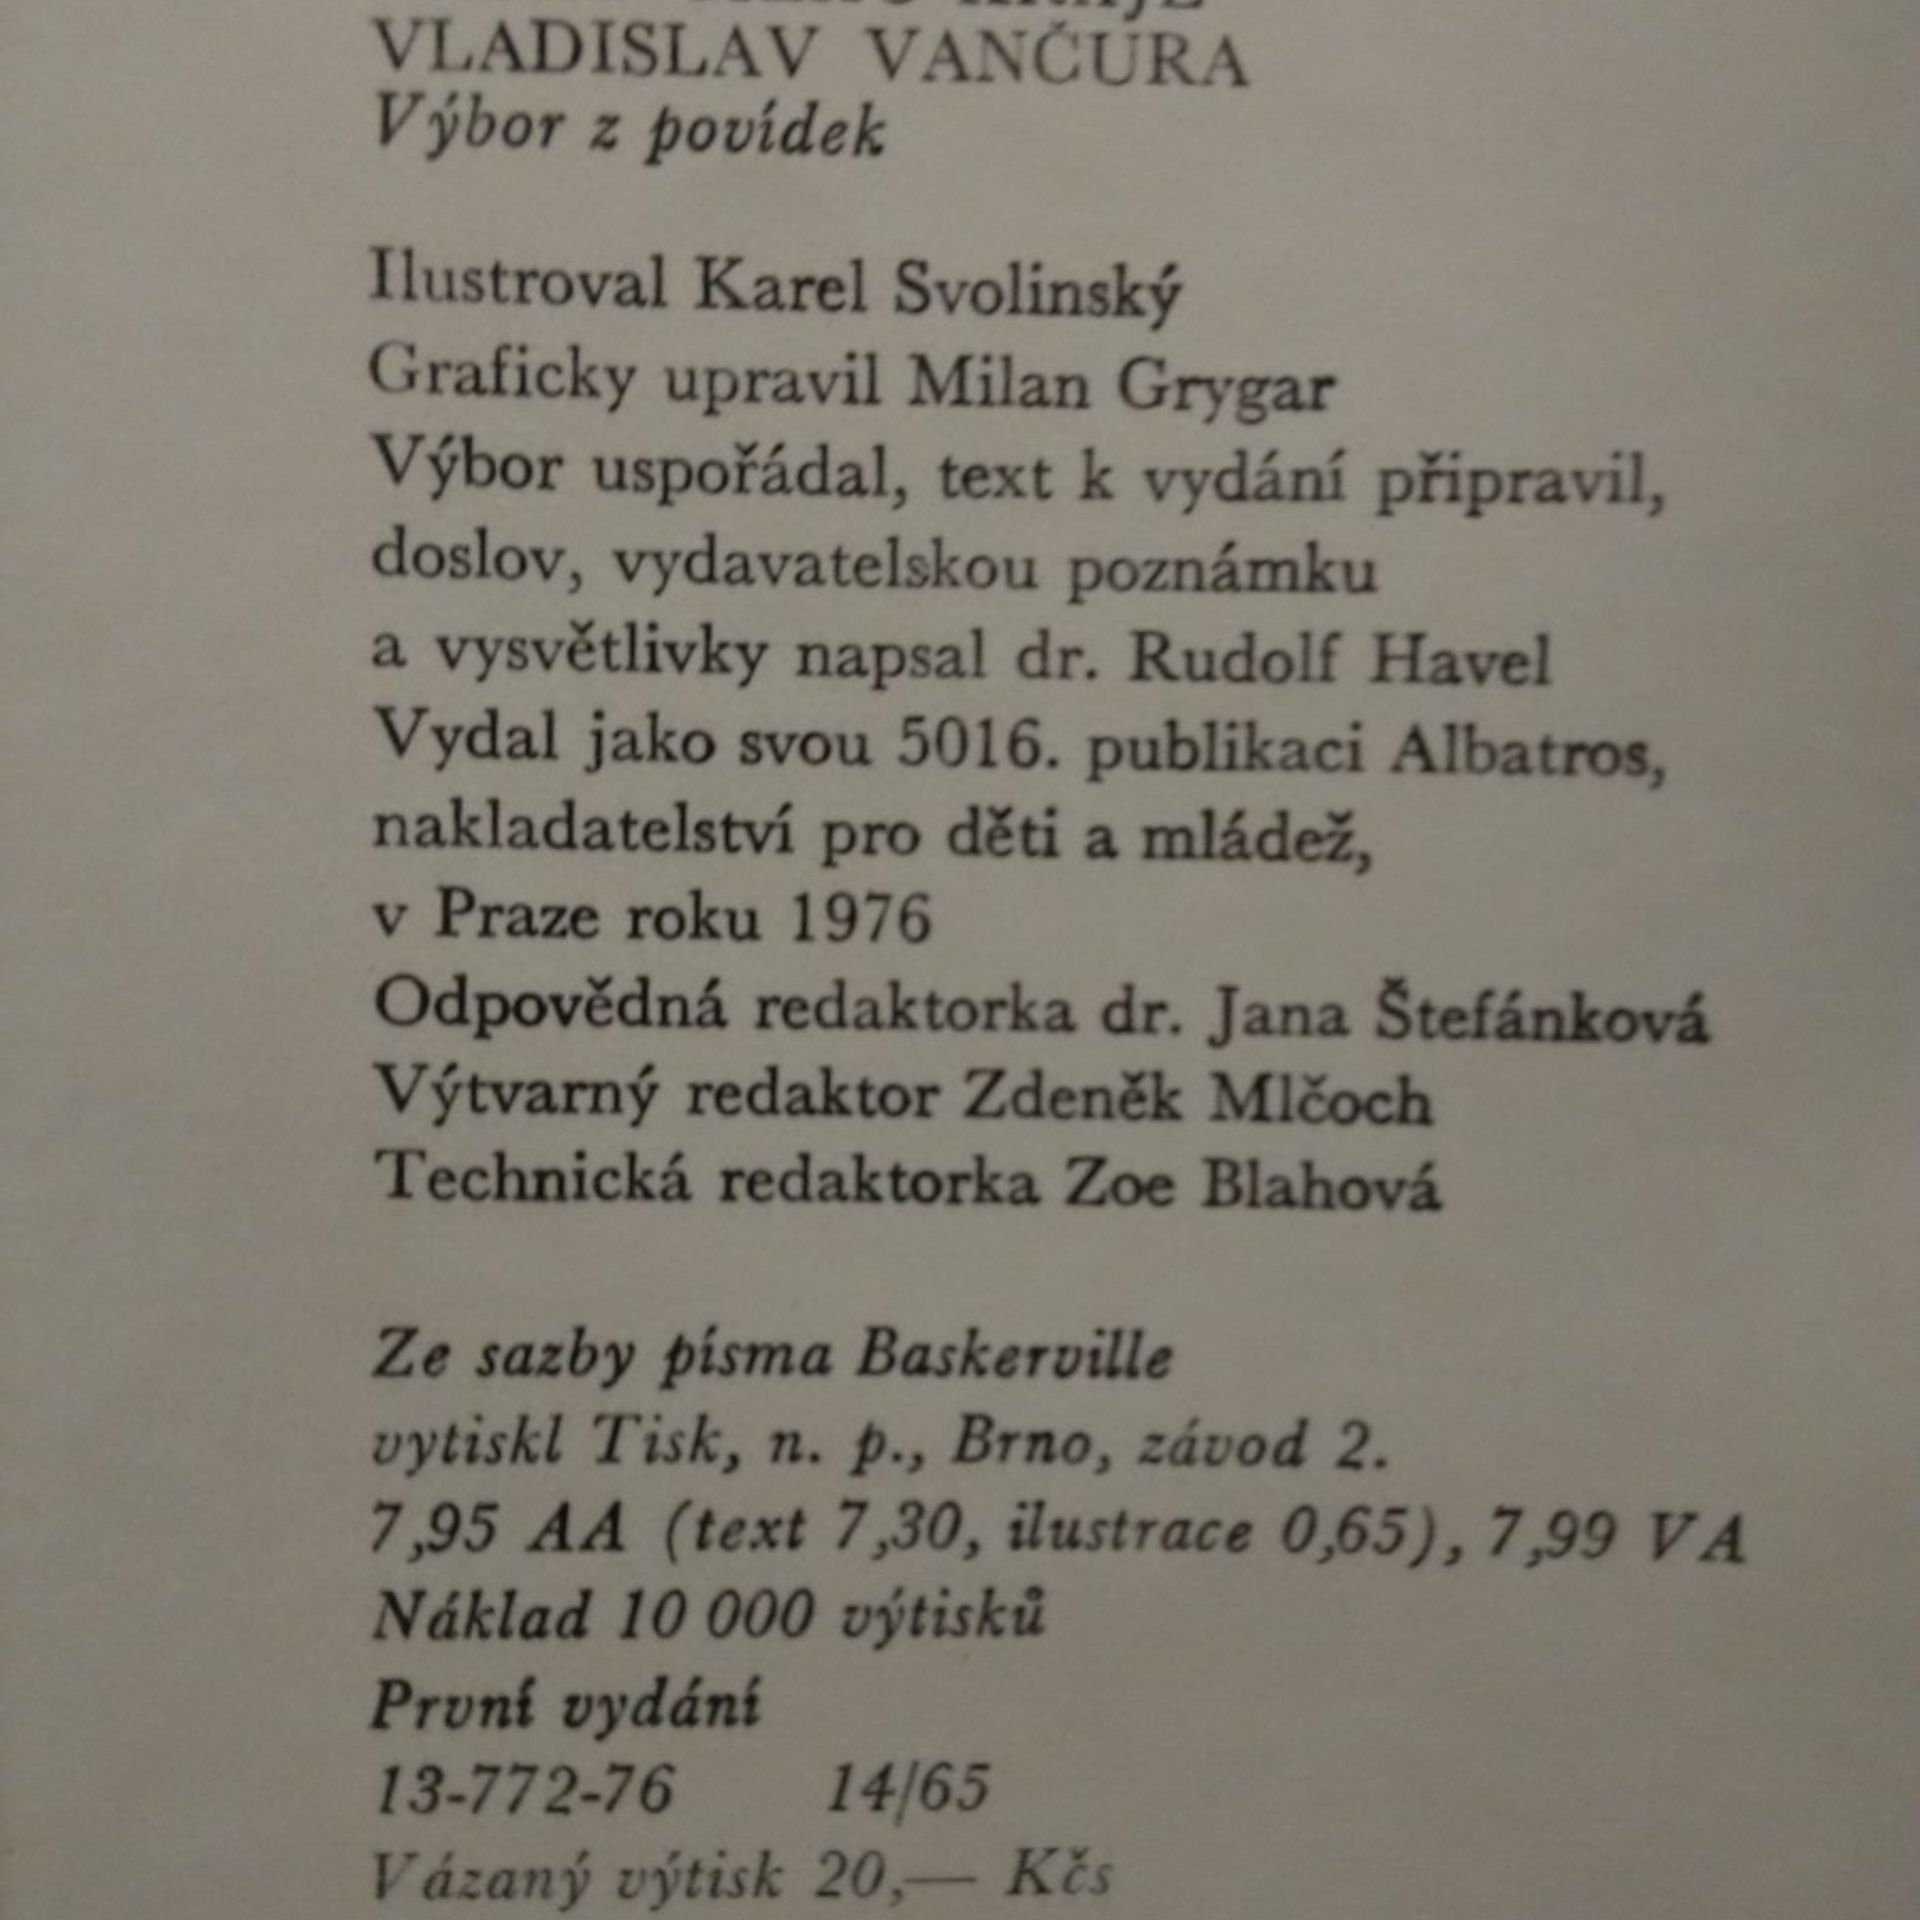 VLADISLAV VANČURA
Výbor z povídek
Ilustroval Karel Svolinský
Graficky upravil Milan Grygar
Výbor uspořádal, text k vydání připravil,
doslov, vydavatelskou poznámku
a vysvětlivky napsal dr. Rudolf Havel
Vydal jako svou 5016. publikaci Albatros,
nakladatelství pro děti a mládež,
v Praze roku 1976
Odpovědná redaktorka dr. Jana Štefánková
Výtvarný redaktor Zdeněk Mlčoch
Technická redaktorka Zoe Blahová
Ze sazby písma Baskerville
vytiskl Tisk, n. p., Brno, závod 2.
7,95 AA (text 7,30, ilustrace 0,65), 7,99 VA
Náklad 10 000 výtisků
První vydání
13-772-76 14/65
Vázaný výtisk 20,— Kčs